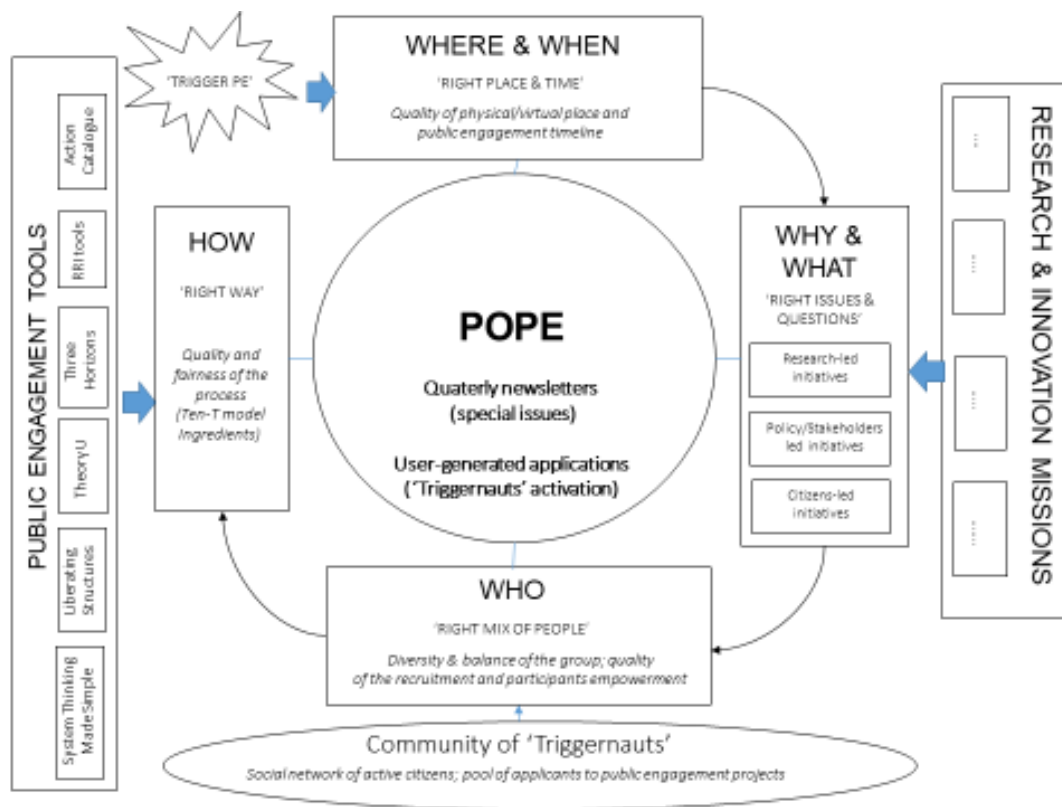 'TRIGGER PE'
WHERE & WHEN
'RIGHT PLACE & TIME'
Quality of physical/virtual place and
public engagement timeline
PUBLIC ENGAGEMENT TOOLS
Action
Catalogue
RRI tools
Three
Horizons
Theory U
Liberating
Structures
System Thinking
Made Simple
HOW
'RIGHT WAY'
Quality and
fairness of the
process
(Ten-T model
Ingredients)
POPE
Quaterly newsletters
(special issues)
User-generated applications
('Triggernauts' activation)
WHY &
WHAT
'RIGHT ISSUES &
QUESTIONS'
Research-led
initiatives
Policy/Stakeholders
led initiatives
Citizens-led
initiatives
RESEARCH & INNOVATION MISSIONS
...
....
....
.....
WHO
'RIGHT MIX OF PEOPLE'
Diversity & balance of the group; quality
of the recruitment and participants empowerment
Community of 'Triggernauts'
Social network of active citizens; pool of applicants to public engagement projects